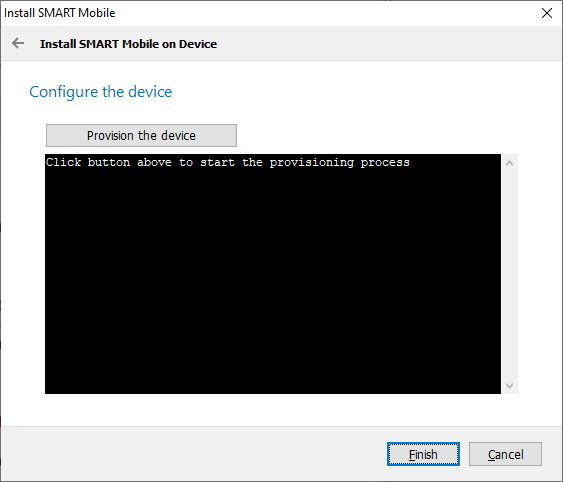 Install SMART Mobile
Install SMART Mobile on Device
Configure the device
Provision the device
Click button above to start the provisioning process
Finish
Cancel